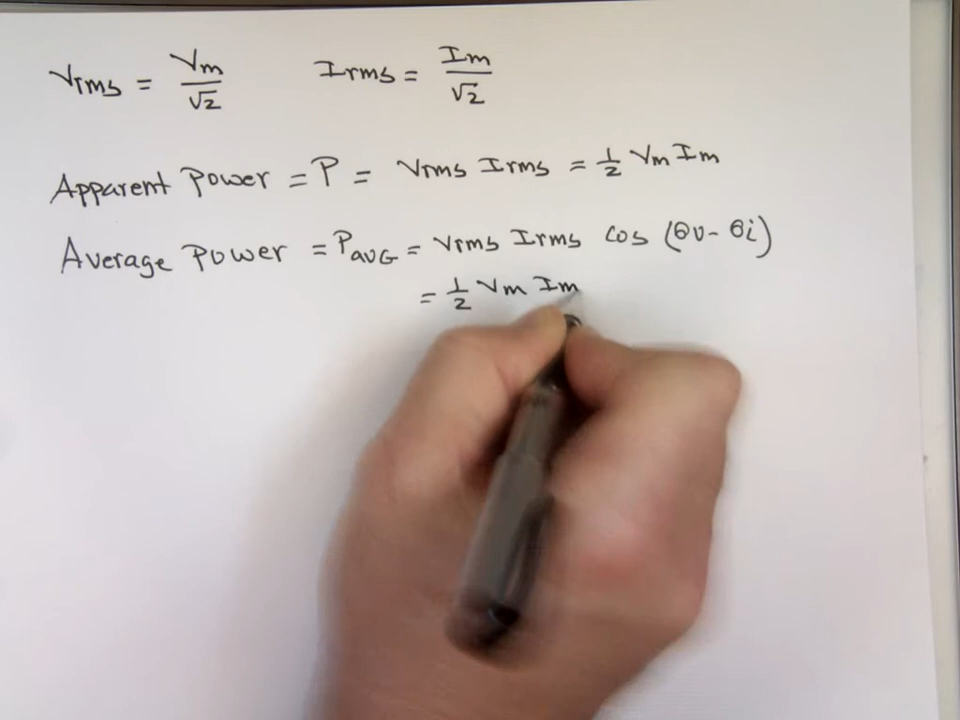 Vrms = Vm/√2 Irms = Im/√2
Apparent Power = P = Vrms Irms = 1/2 Vm Im
Average Power = PAVG = Vrms Irms cos (θv - θi)
= 1/2 Vm Im